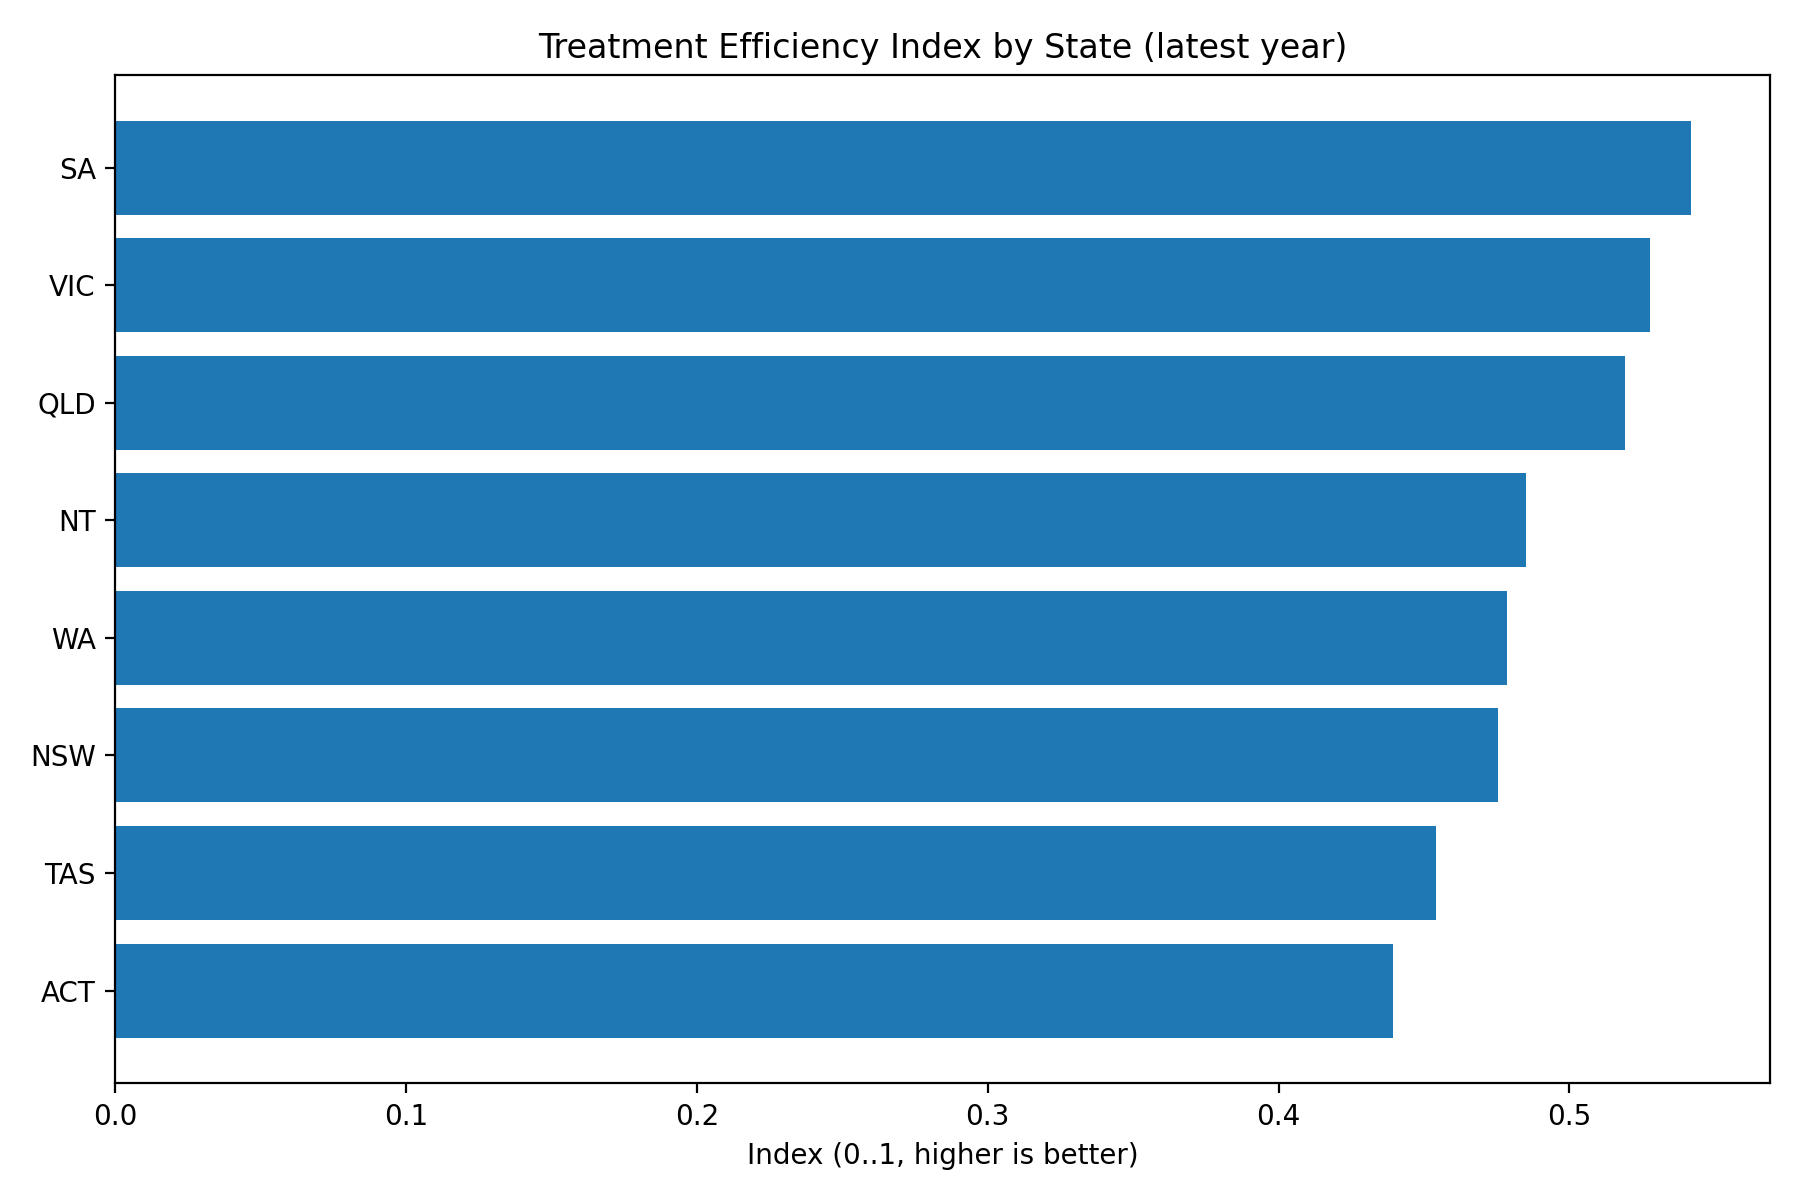 Treatment Efficiency Index by State (latest year)
SA
VIC
QLD
NT
WA
NSW
TAS
ACT
0.0 0.1 0.2 0.3 0.4 0.5
Index (0..1, higher is better)